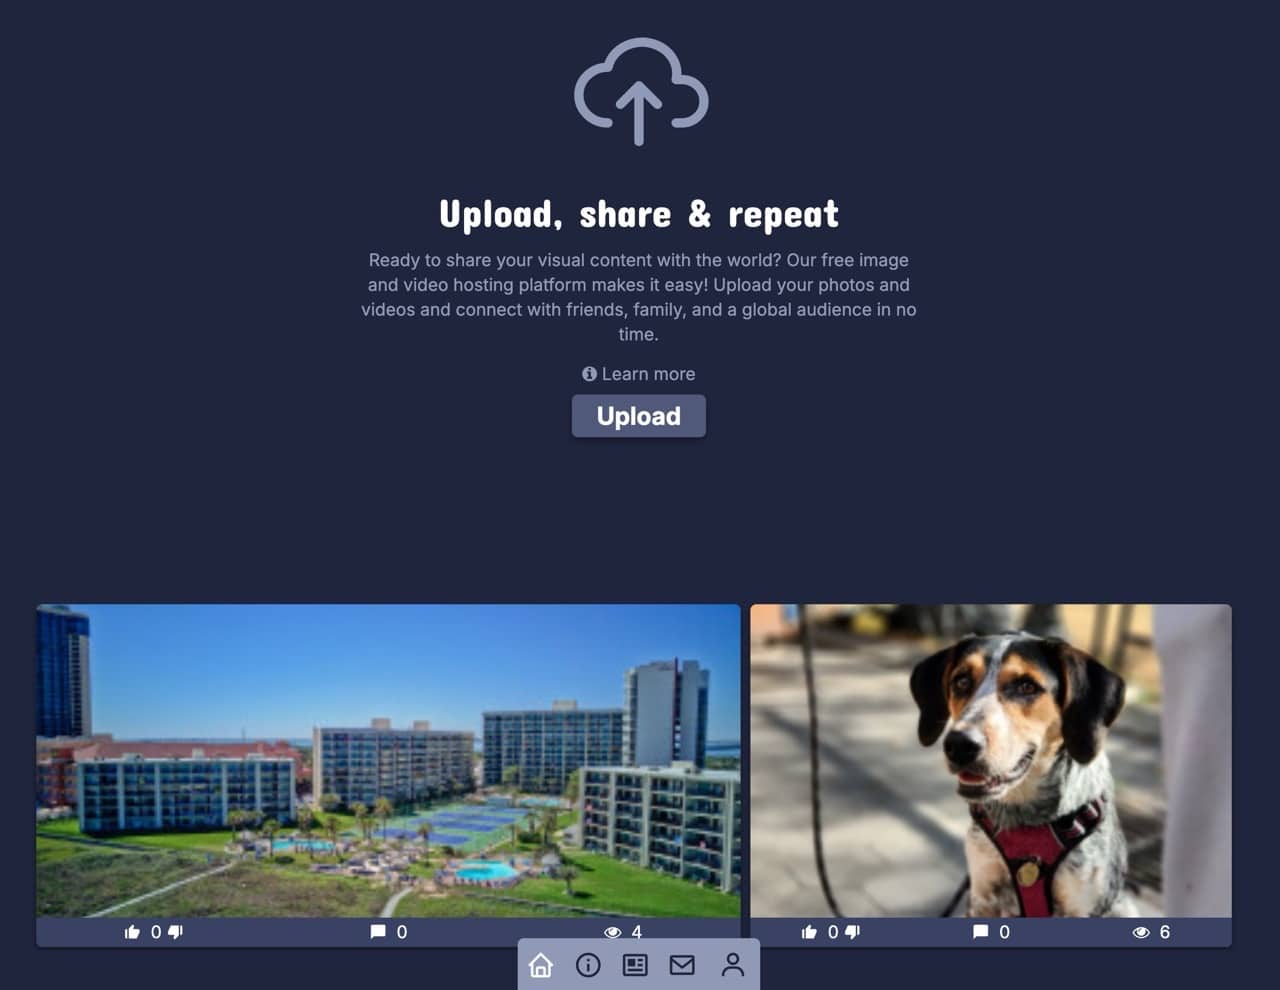 Upload, share & repeat
Ready to share your visual content with the world? Our free image
and video hosting platform makes it easy! Upload your photos and
videos and connect with friends, family, and a global audience in no
time.
Learn more
Upload
0 0 4
0 0 6